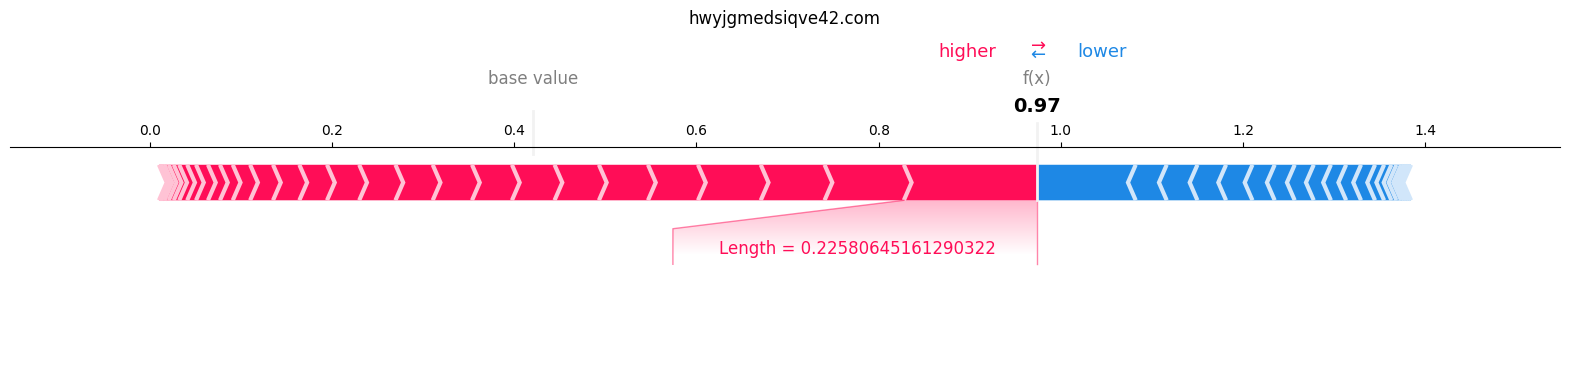 hwyjgmedsiqve42.com
higher → ← lower
base value f(x)
0.97
0.0 0.2 0.4 0.6 0.8 1.0 1.2 1.4
Length = 0.22580645161290322